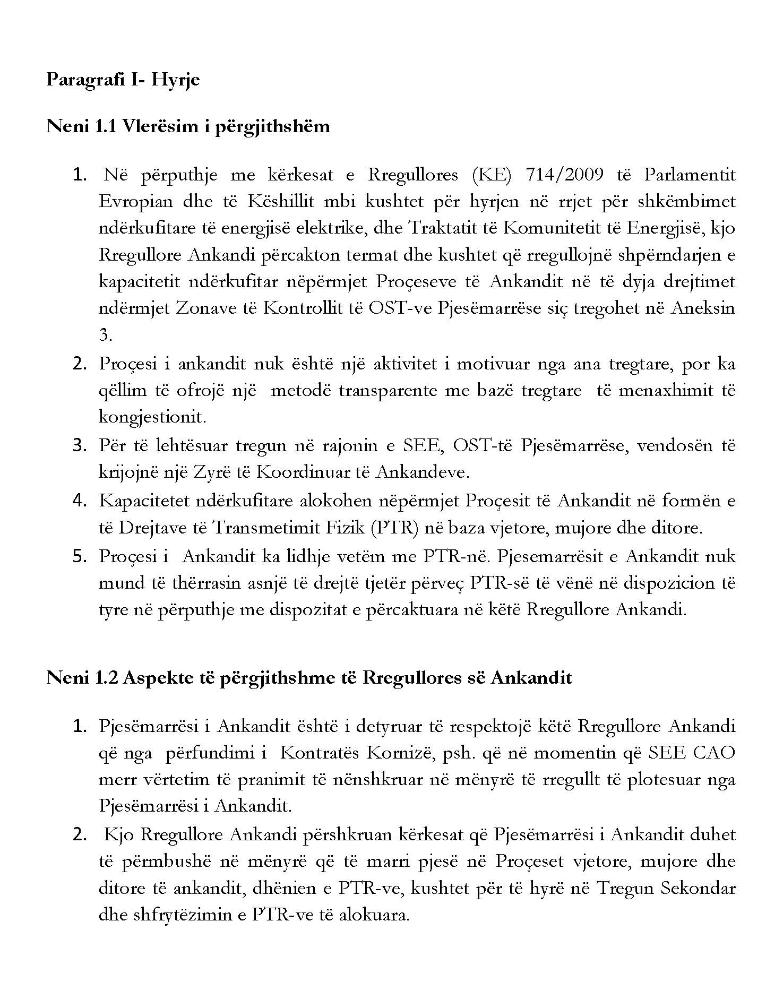 Paragrafi I- Hyrje
Neni 1.1 Vlerësim i përgjithshëm
1. Në përputhje me kërkesat e Rregullores (KE) 714/2009 të Parlamentit
Evropian dhe të Këshillit mbi kushtet për hyrjen në rrjet për shkëmbimet
ndërkufitare të energjisë elektrike, dhe Traktatit të Komunitetit të Energjisë, kjo
Rregullore Ankandi përcakton termat dhe kushtet që rregullojnë shpërndarjen e
kapacitetit ndërkufitar nëpërmjet Proçeseve të Ankandit në të dyja drejtimet
ndërmjet Zonave të Kontrollit të OST-ve Pjesëmarrëse siç tregohet në Aneksin
3.
2. Proçesi i ankandit nuk është një aktivitet i motivuar nga ana tregtare, por ka
qëllim të ofrojë një metodë transparente me bazë tregtare të menaxhimit të
kongjestionit.
3. Për të lehtësuar tregun në rajonin e SEE, OST-të Pjesëmarrëse, vendosën të
krijojnë një Zyrë të Koordinuar të Ankandeve.
4. Kapacitetet ndërkufitare alokohen nëpërmjet Proçesit të Ankandit në formën e
të Drejtave të Transmetimit Fizik (PTR) në baza vjetore, mujore dhe ditore.
5. Proçesi i Ankandit ka lidhje vetëm me PTR-në. Pjesemarrësit e Ankandit nuk
mund të thërrasin asnjë të drejtë tjetër përveç PTR-së të vënë në dispozicion të
tyre në përputhje me dispozitat e përcaktuara në këtë Rregullore Ankandi.
Neni 1.2 Aspekte të përgjithshme të Rregullores së Ankandit
1. Pjesëmarrësi i Ankandit është i detyruar të respektojë këtë Rregullore Ankandi
që nga përfundimi i Kontratës Kornizë, psh. që në momentin që SEE CAO
merr vërtetim të pranimit të nënshkruar në mënyrë të rregullt të plotesuar nga
Pjesëmarrësi i Ankandit.
2. Kjo Rregullore Ankandi përshkruan kërkesat që Pjesëmarrësi i Ankandit duhet
të përmbushë në mënyrë që të marri pjesë në Proçeset vjetore, mujore dhe
ditore të ankandit, dhënien e PTR-ve, kushtet për të hyrë në Tregun Sekondar
dhe shfrytëzimin e PTR-ve të alokuara.